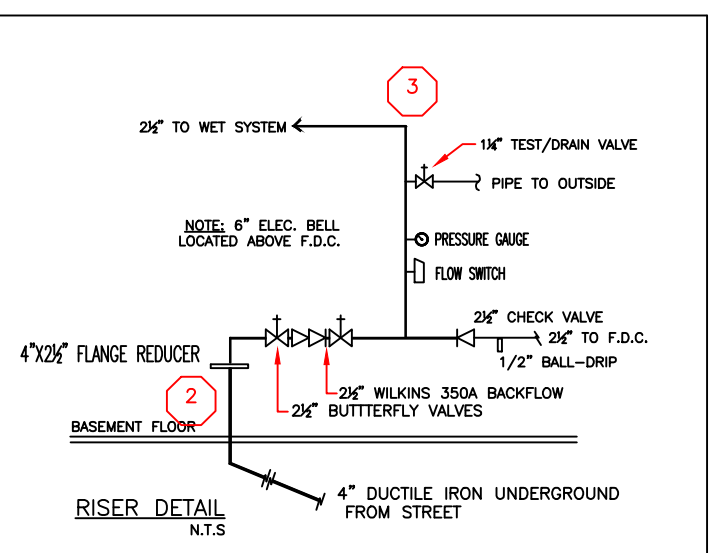 3
2½" TO WET SYSTEM
1¼" TEST/DRAIN VALVE
PIPE TO OUTSIDE
NOTE: 6" ELEC. BELL
LOCATED ABOVE F.D.C.
PRESSURE GAUGE
FLOW SWITCH
2½" CHECK VALVE
2½" TO F.D.C.
1/2" BALL-DRIP
4"X2½" FLANGE REDUCER
2
2½" WILKINS 350A BACKFLOW
2½" BUTTTERFLY VALVES
BASEMENT FLOOR
4" DUCTILE IRON UNDERGROUND
FROM STREET
RISER DETAIL
N.T.S